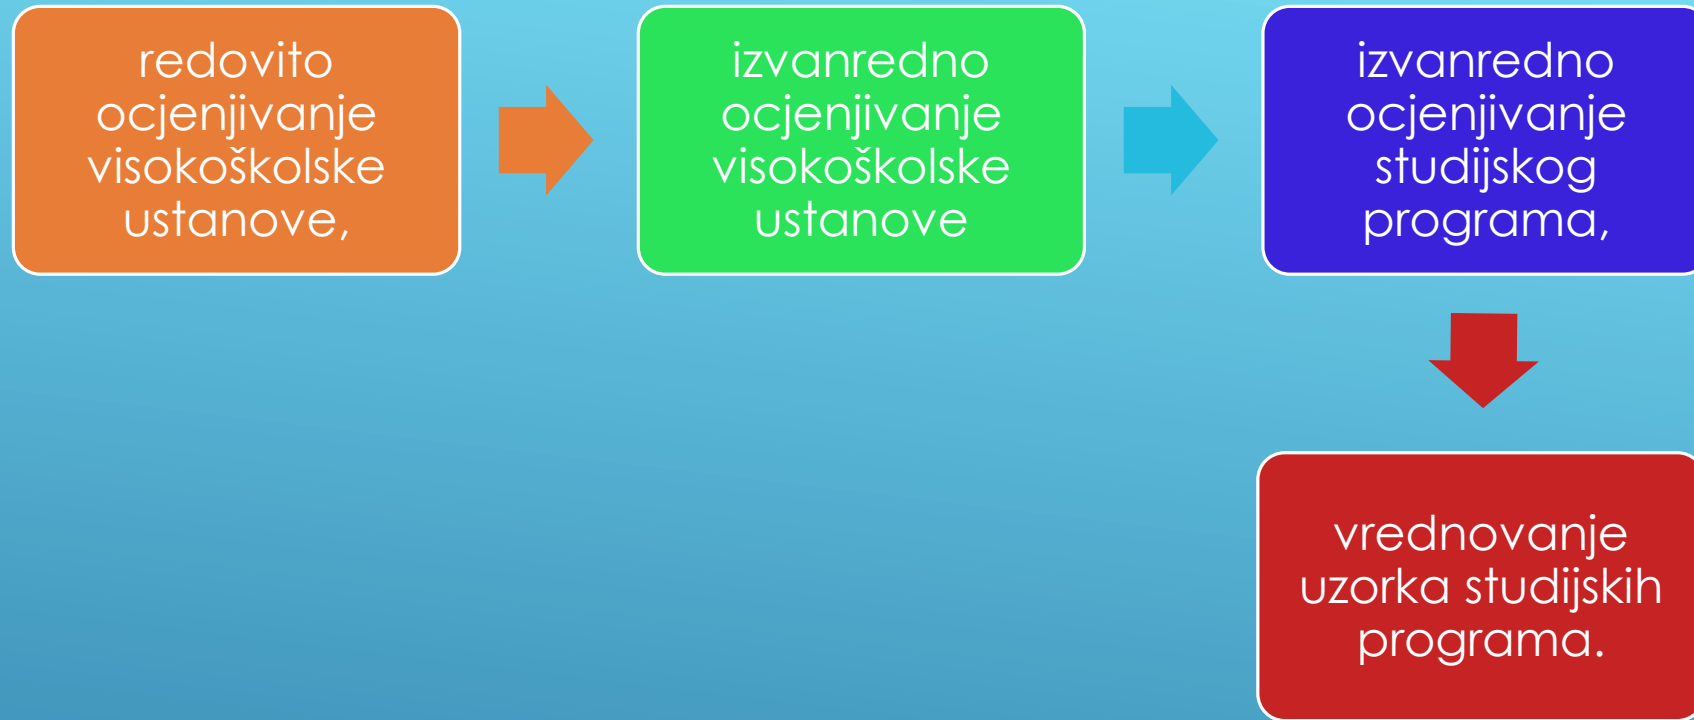 redovito
ocjenjivanje
visokoškolske
ustanove,
izvanredno
ocjenjivanje
visokoškolske
ustanove
izvanredno
ocjenjivanje
studijskog
programa,
vrednovanje
uzorka studijskih
programa.